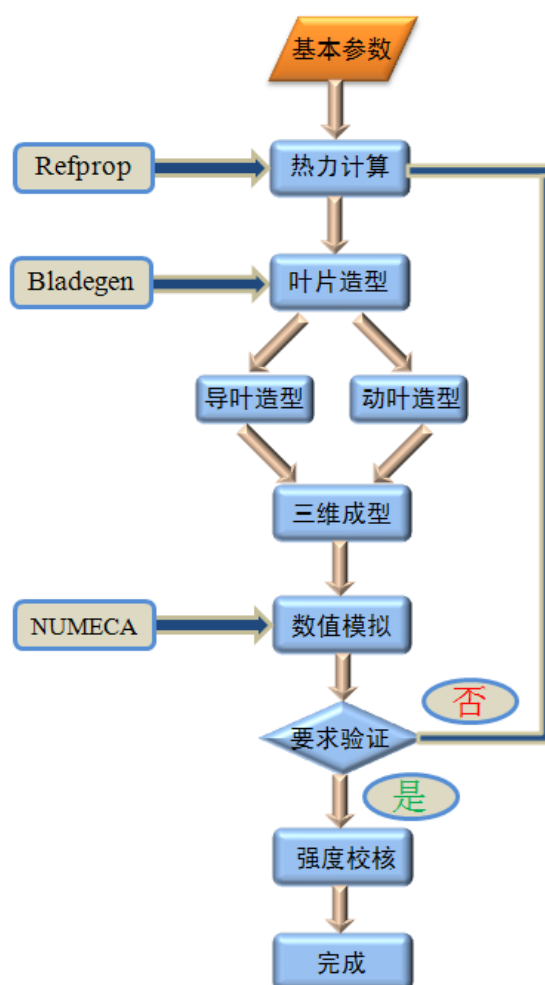 基本参数
Refprop
热力计算
Bladegen
叶片造型
导叶造型
动叶造型
三维成型
NUMECA
数值模拟
否
要求验证
是
强度校核
完成